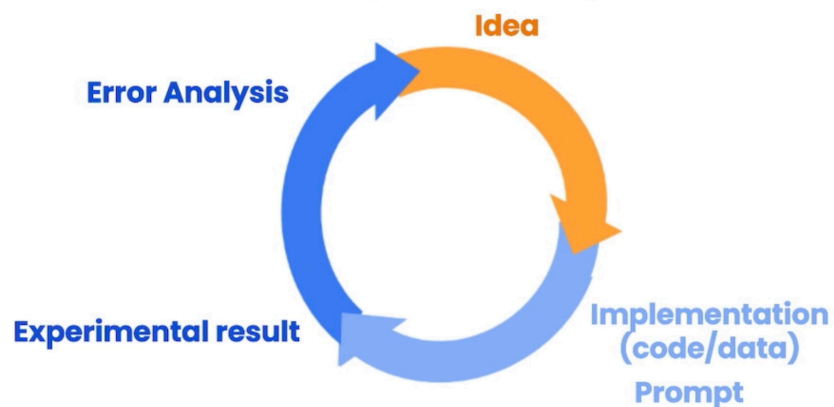 Idea
Error Analysis
Implementation
(code/data)
Prompt
Experimental result